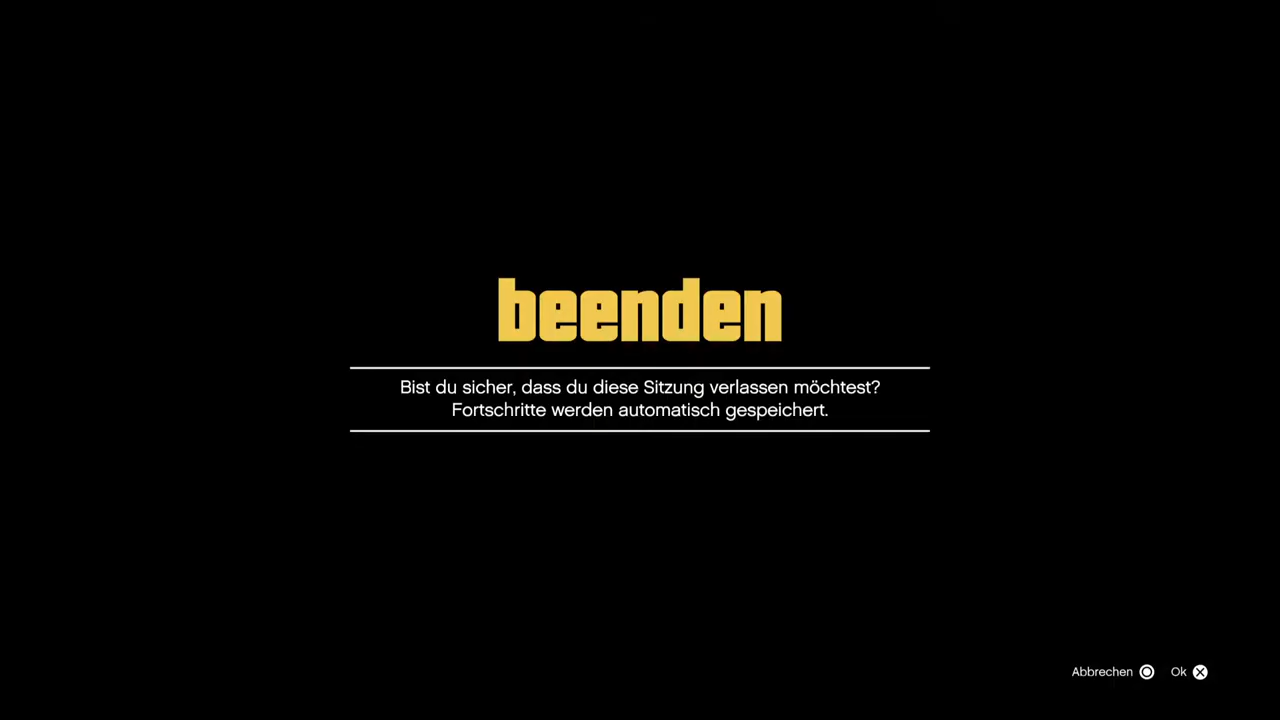 beenden
Bist du sicher, dass du diese Sitzung verlassen möchtest?
Fortschritte werden automatisch gespeichert.
Abbrechen Ok